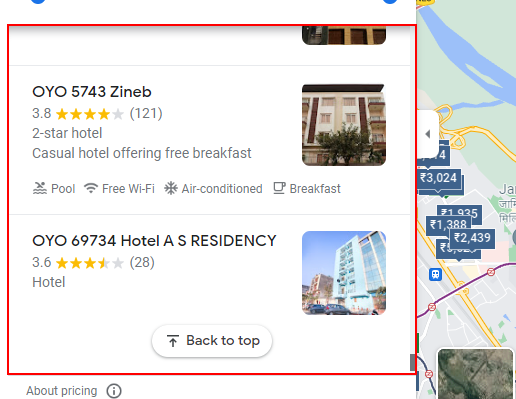 OYO 5743 Zineb
3.8 (121)
2-star hotel
Casual hotel offering free breakfast
Pool Free Wi-Fi Air-conditioned Breakfast
OYO 69734 Hotel A S RESIDENCY
3.6 (28)
Hotel
Back to top
About pricing
₹3,024
₹1,935
₹1,388
₹2,439